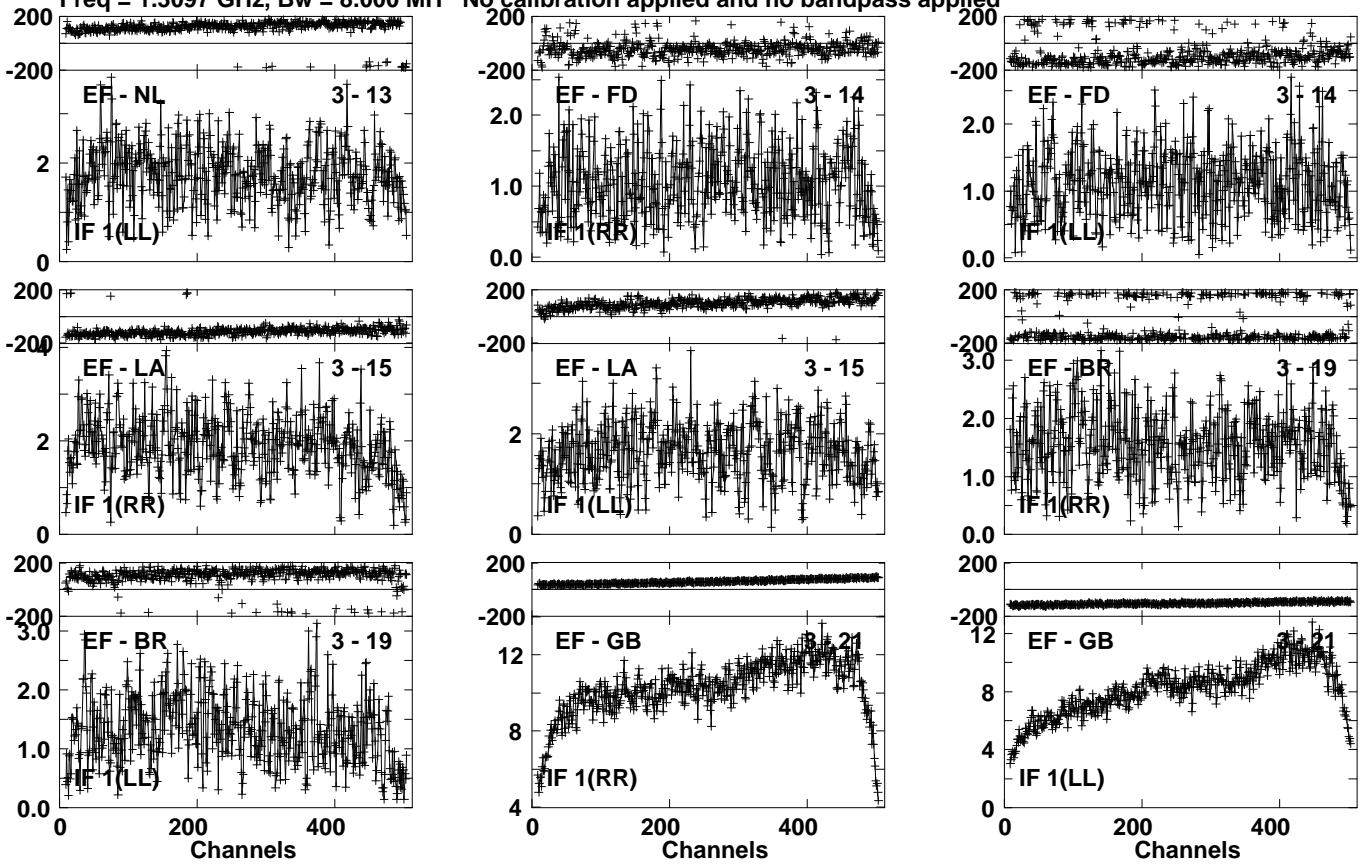 Freq = 1.5097 GHz, Bw = 8.000 MH No calibration applied and no bandpass applied
200
-200
EF - NL 3 - 13
2
IF 1(LL)
0
200
-200
EF - FD 3 - 14
2.0
1.0
IF 1(RR)
0.0
200
-200
EF - FD 3 - 14
2.0
1.0
IF 1(LL)
0.0
200
-200
4
EF - LA 3 - 15
2
IF 1(RR)
0
200
-200
EF - LA 3 - 15
2
IF 1(LL)
0
200
-200
3.0
EF - BR 3 - 19
2.0
1.0
IF 1(RR)
0.0
200
-200
3.0
EF - BR 3 - 19
2.0
1.0
IF 1(LL)
0.0
0 200 400
Channels
200
-200
EF - GB 3 - 21
12
8
IF 1(RR)
4
0 200 400
Channels
200
-200
12
EF - GB 3 - 21
8
4
IF 1(LL)
0
0 200 400
Channels